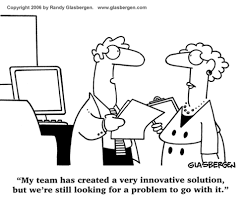 Copyright 2006 by Randy Glasbergen. www.glasbergen.com
GLASBERGEN
"My team has created a very innovative solution,
but we're still looking for a problem to go with it."